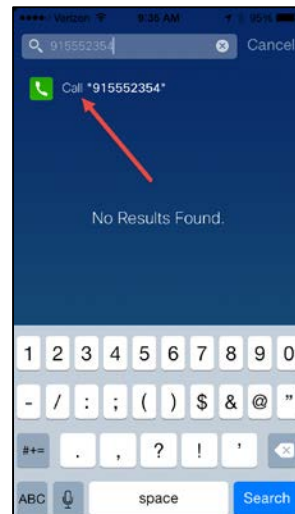 Verizon 9:36 AM 95%
915552354 Cancel
Call "915552354"
No Results Found.
1 2 3 4 5 6 7 8 9 0
- / : ; ( ) $ & @ "
#+= . , ? ! '
ABC space Search